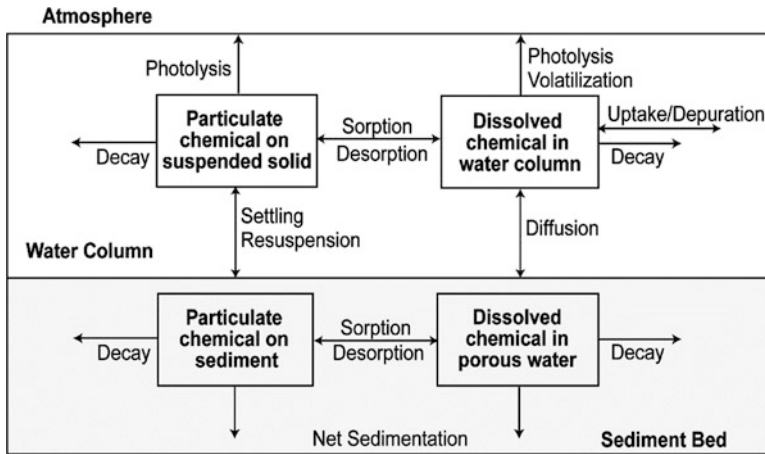 Atmosphere
Photolysis
Photolysis
Volatilization
Particulate
chemical on
suspended solid
Sorption
Desorption
Dissolved
chemical in
water column
Uptake/Depuration
Decay
Decay
Settling
Resuspension
Diffusion
Water Column
Particulate
chemical on
sediment
Sorption
Desorption
Dissolved
chemical in
porous water
Decay
Decay
Net Sedimentation
Sediment Bed